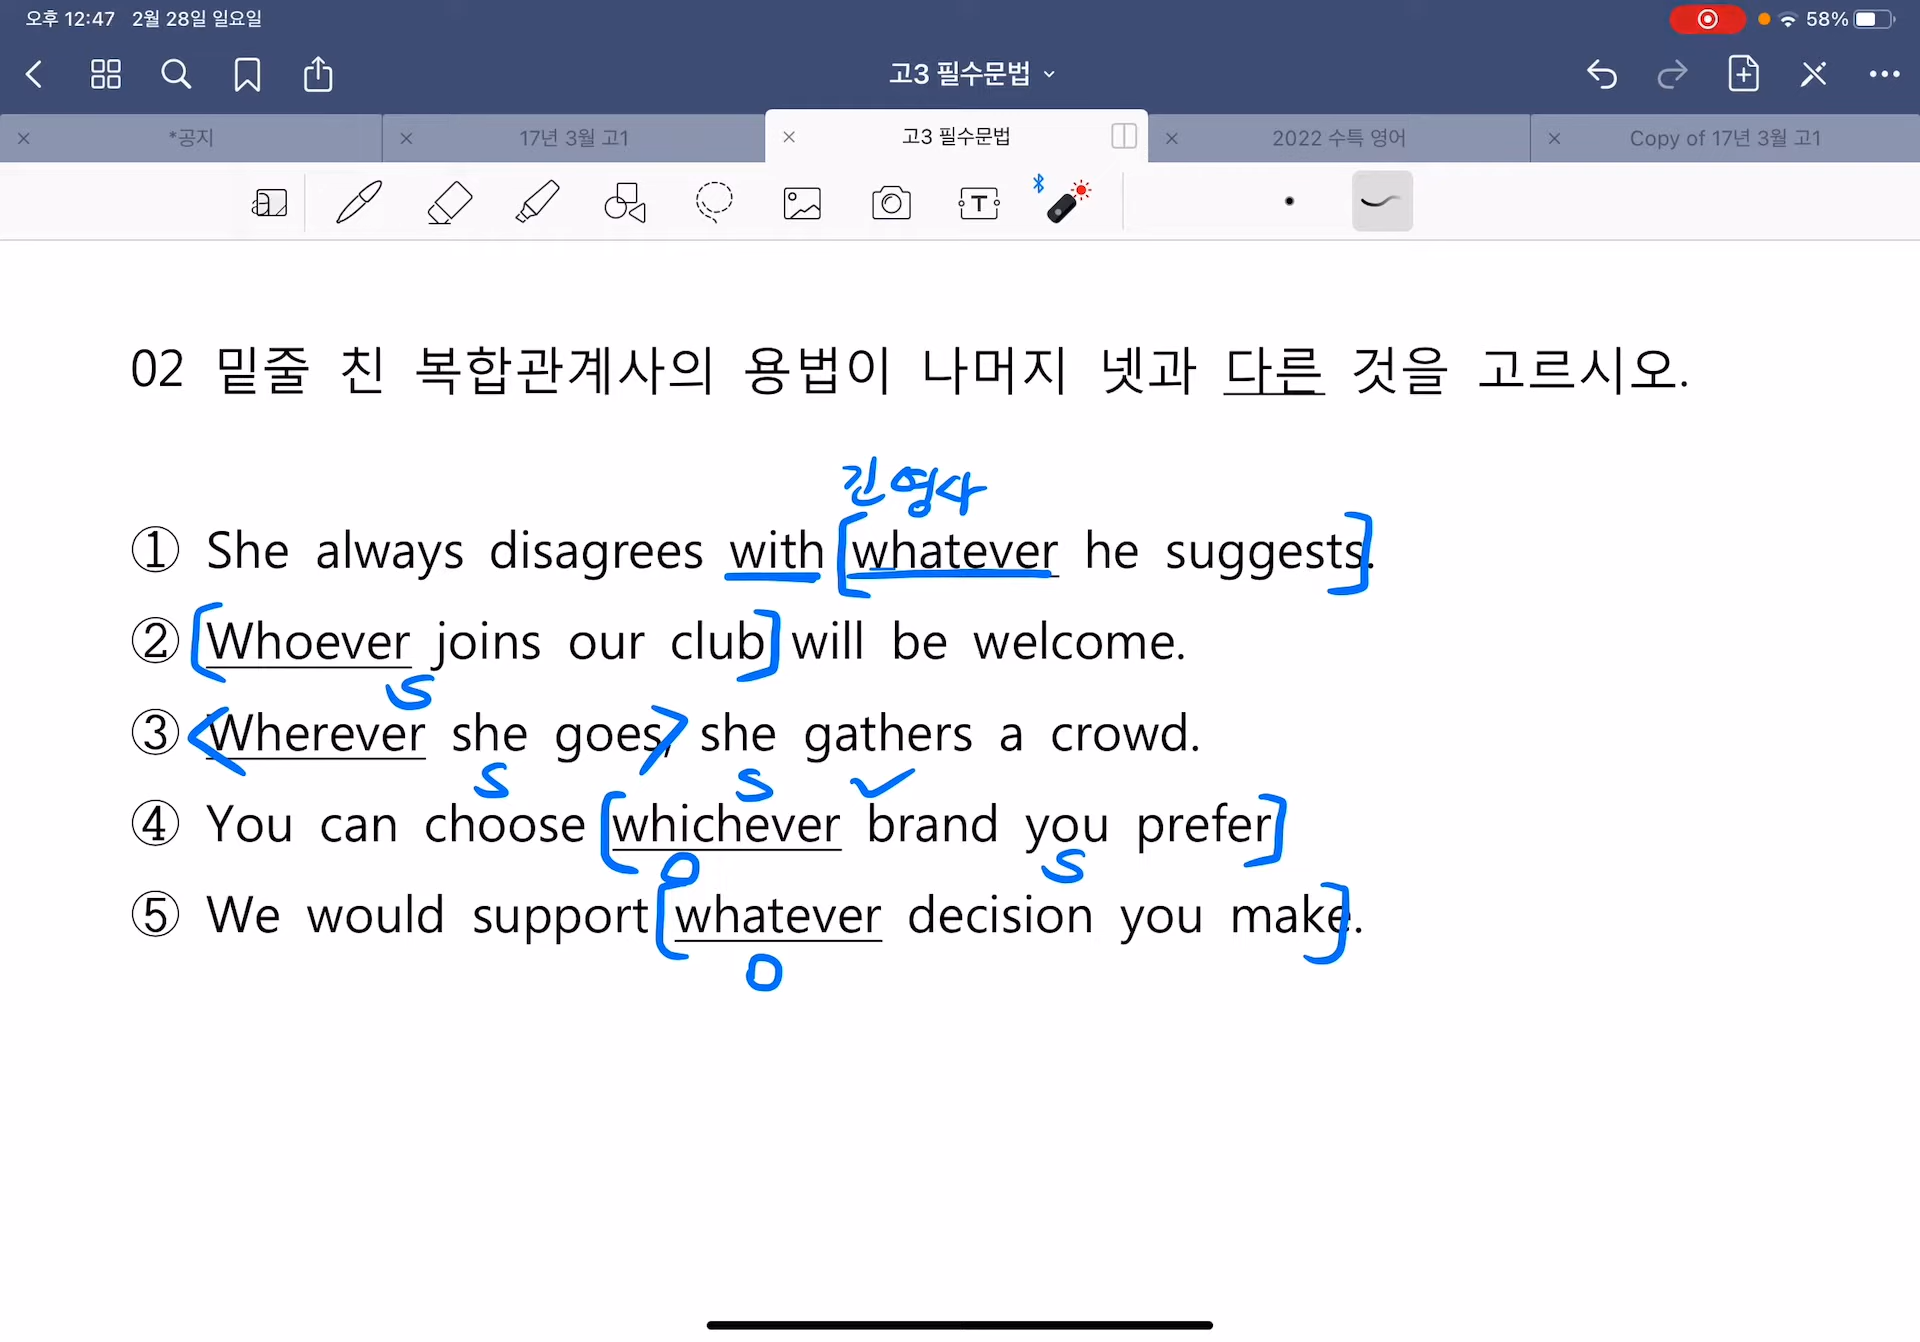 오후 12:47 2월 28일 일요일 58%
고3 필수문법
*공지 17년 3월 고1 고3 필수문법 2022 수특 영어 Copy of 17년 3월 고1
02 밑줄 친 복합관계사의 용법이 나머지 넷과 다른 것을 고르시오.
긴 명사
① She always disagrees with [whatever he suggests].
② [Whoever joins our club] will be welcome.
S
③ <Wherever she goes,> she gathers a crowd.
S S
④ You can choose [whichever brand you prefer]
O S
⑤ We would support [whatever decision you make].
O